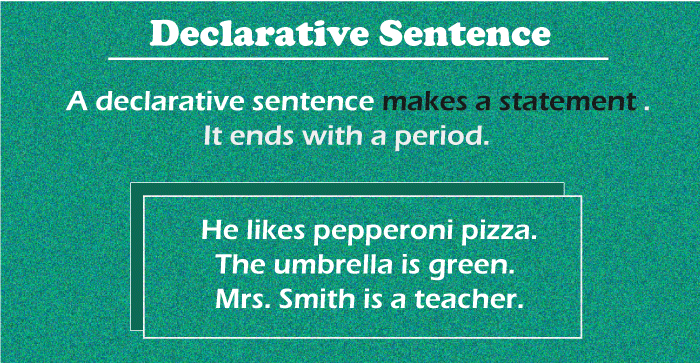 Declarative Sentence
A declarative sentence makes a statement .
It ends with a period.
He likes pepperoni pizza.
The umbrella is green.
Mrs. Smith is a teacher.